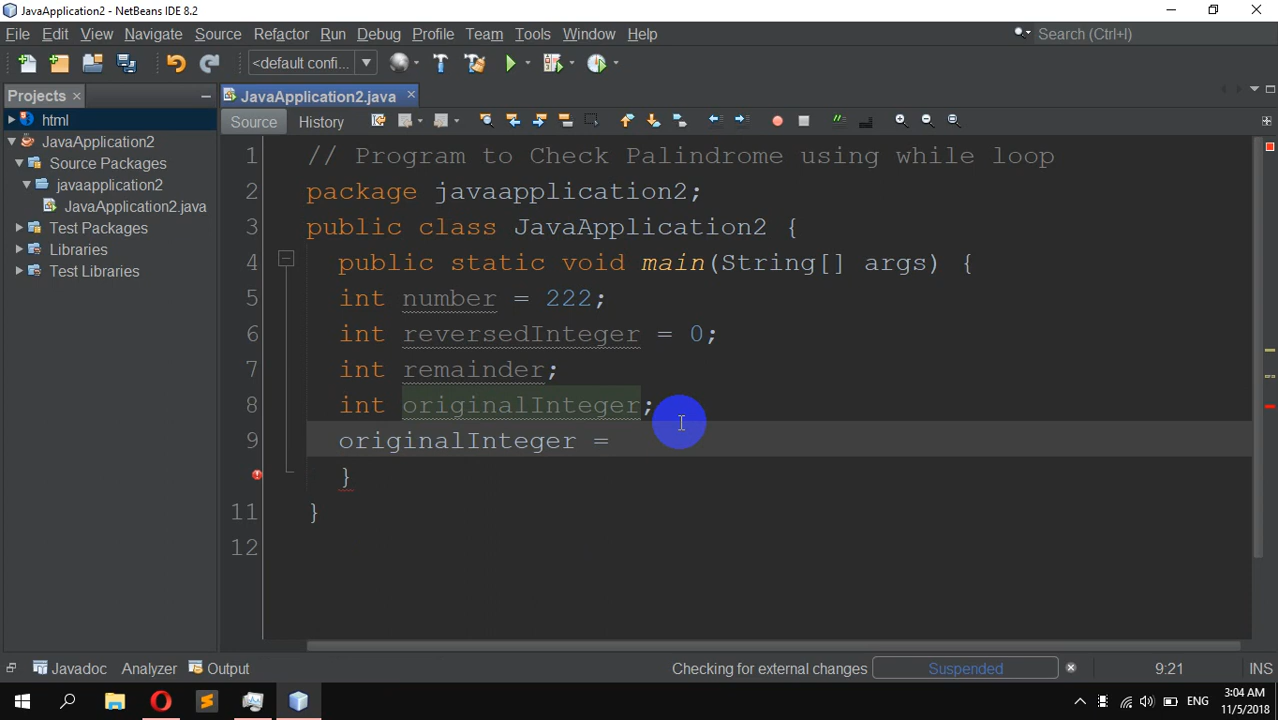 JavaApplication2 - NetBeans IDE 8.2
File Edit View Navigate Source Refactor Run Debug Profile Team Tools Window Help Search (Ctrl+I)
<default confi...
Projects × JavaApplication2.java ×
html
Source History
JavaApplication2
Source Packages
javaapplication2
JavaApplication2.java
Test Packages
Libraries
Test Libraries
1 // Program to Check Palindrome using while loop
2 package javaapplication2;
3 public class JavaApplication2 {
4 public static void main(String[] args) {
5 int number = 222;
6 int reversedInteger = 0;
7 int remainder;
8 int originalInteger;
9 originalInteger =
}
11 }
12
Javadoc Analyzer Output Checking for external changes Suspended 9:21 INS
ENG 3:04 AM
11/5/2018